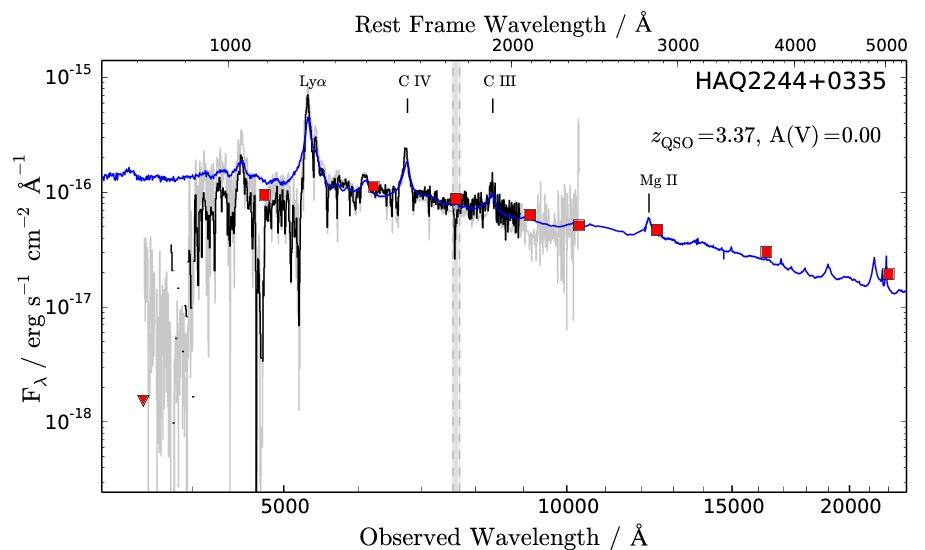 Rest Frame Wavelength / Å
1000 2000 3000 4000 5000
Lyα C IV C III
HAQ2244+0335
z_QSO=3.37, A(V)=0.00
Mg II
10^-15
10^-16
10^-17
10^-18
F_λ / erg s^−1 cm^−2 Å^−1
5000 10000 15000 20000
Observed Wavelength / Å